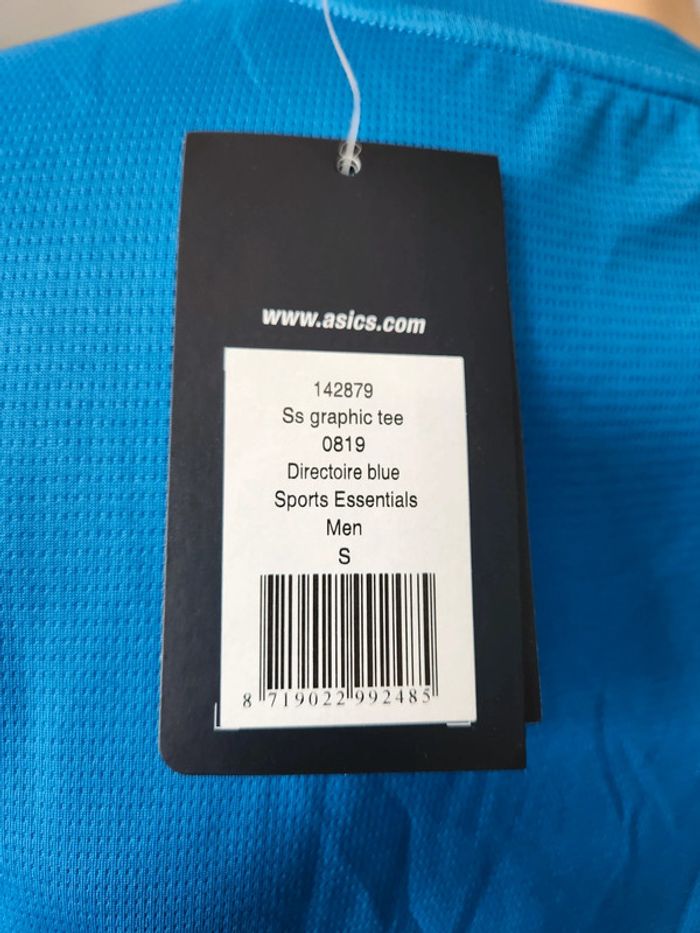 www.asics.com
142879
Ss graphic tee
0819
Directoire blue
Sports Essentials
Men
S
8 719022 992485